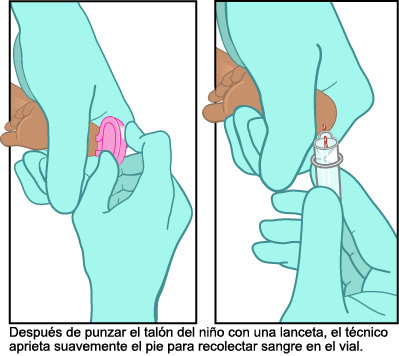 Después de punzar el talón del niño con una lanceta, el técnico
aprieta suavemente el pie para recolectar sangre en el vial.